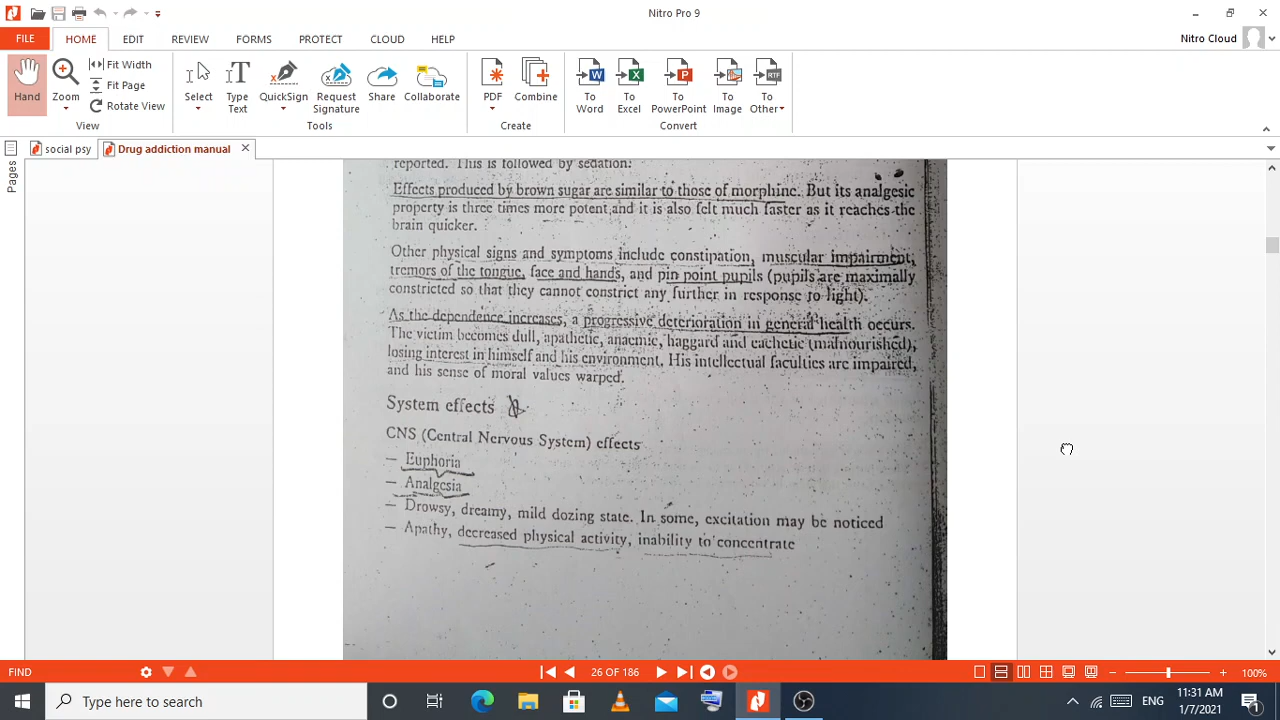 Nitro Pro 9
FILE HOME EDIT REVIEW FORMS PROTECT CLOUD HELP Nitro Cloud
Hand
Zoom
Fit Width
Fit Page
Rotate View
View
Select
Type Text
QuickSign
Request Signature
Share
Collaborate
Tools
PDF
Combine
Create
To Word
To Excel
To PowerPoint
To Image
To Other
Convert
social psy
Drug addiction manual
Pages
reported. This is followed by sedation:
Effects produced by brown sugar are similar to those of morphine. But its analgesic
property is three times more potent and it is also felt much faster as it reaches the
brain quicker.
Other physical signs and symptoms include constipation, muscular impairment,
tremors of the tongue, face and hands, and pin point pupils (pupils are maximally
constricted so that they cannot constrict any further in response to light).
As the dependence increases, a progressive deterioration in general health occurs.
The victim becomes dull, apathetic, anaemic, haggard and cachetic (malnourished),
losing interest in himself and his environment. His intellectual faculties are impaired,
and his sense of moral values warped.
System effects
CNS (Central Nervous System) effects
– Euphoria
– Analgesia
– Drowsy, dreamy, mild dozing state. In some, excitation may be noticed
– Apathy, decreased physical activity, inability to concentrate
FIND
26 OF 186
100%
Type here to search
ENG
11:31 AM
1/7/2021
1